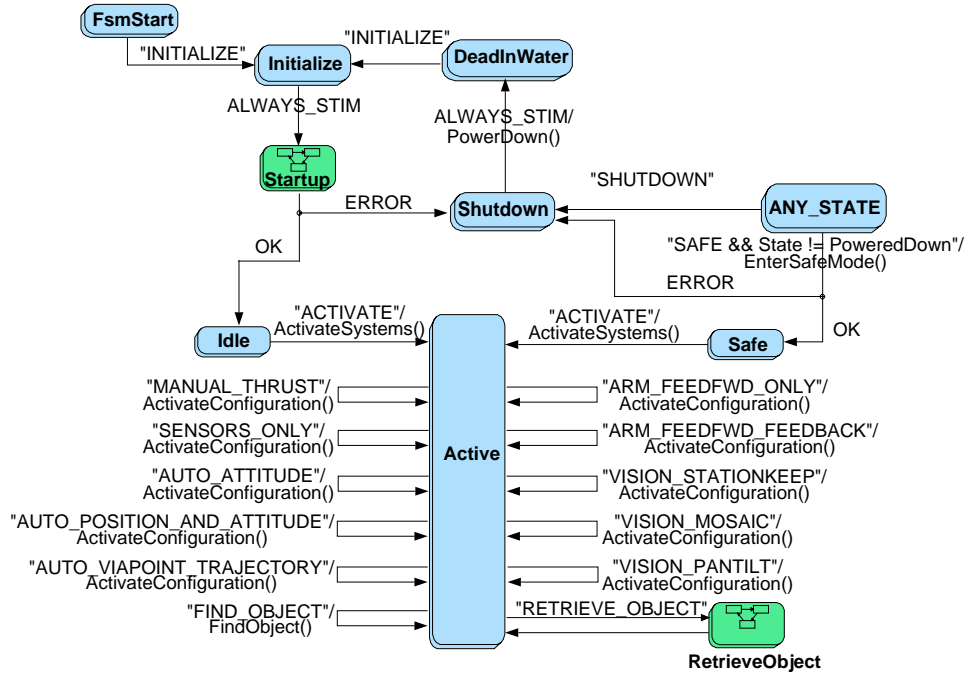 FsmStart
"INITIALIZE"
"INITIALIZE"
Initialize
DeadInWater
ALWAYS_STIM
ALWAYS_STIM/
PowerDown()
Startup
"SHUTDOWN"
ERROR
Shutdown
ANY_STATE
OK
"SAFE && State != PoweredDown"/
EnterSafeMode()
ERROR
"ACTIVATE"/
ActivateSystems()
"ACTIVATE"/
ActivateSystems()
OK
Idle
Safe
"MANUAL_THRUST"/
ActivateConfiguration()
"ARM_FEEDFWD_ONLY"/
ActivateConfiguration()
"SENSORS_ONLY"/
ActivateConfiguration()
"ARM_FEEDFWD_FEEDBACK"/
ActivateConfiguration()
Active
"AUTO_ATTITUDE"/
ActivateConfiguration()
"VISION_STATIONKEEP"/
ActivateConfiguration()
"AUTO_POSITION_AND_ATTITUDE"/
ActivateConfiguration()
"VISION_MOSAIC"/
ActivateConfiguration()
"AUTO_VIAPOINT_TRAJECTORY"/
ActivateConfiguration()
"VISION_PANTILT"/
ActivateConfiguration()
"FIND_OBJECT"/
FindObject()
"RETRIEVE_OBJECT"
RetrieveObject